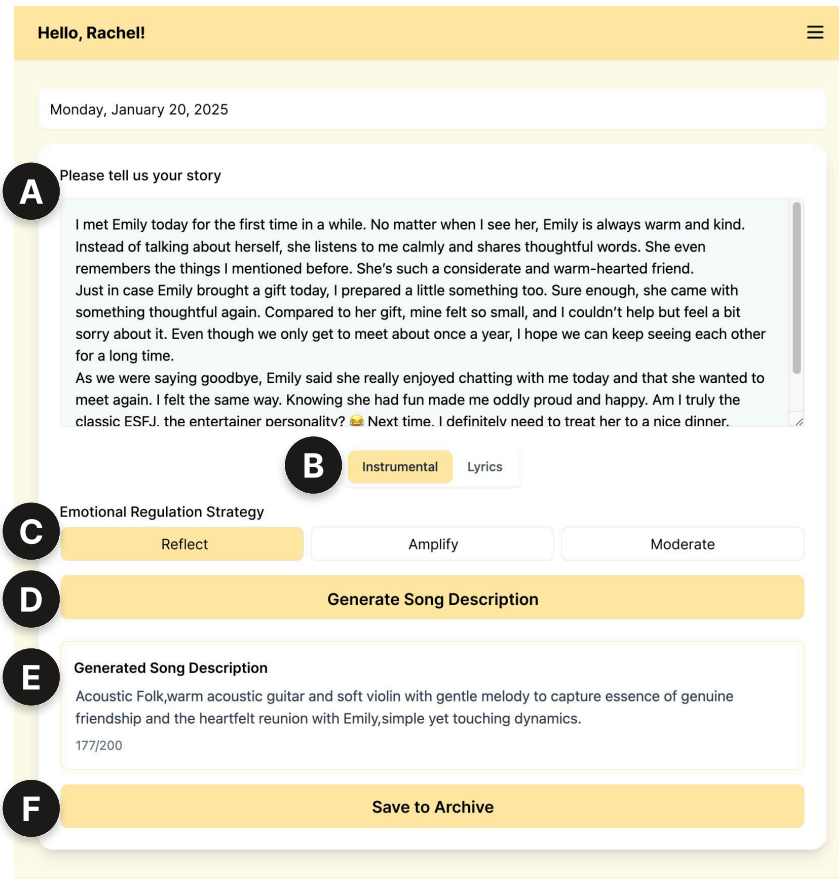 Hello, Rachel!
Monday, January 20, 2025
A
Please tell us your story
I met Emily today for the first time in a while. No matter when I see her, Emily is always warm and kind.
Instead of talking about herself, she listens to me calmly and shares thoughtful words. She even
remembers the things I mentioned before. She's such a considerate and warm-hearted friend.
Just in case Emily brought a gift today, I prepared a little something too. Sure enough, she came with
something thoughtful again. Compared to her gift, mine felt so small, and I couldn't help but feel a bit
sorry about it. Even though we only get to meet about once a year, I hope we can keep seeing each other
for a long time.
As we were saying goodbye, Emily said she really enjoyed chatting with me today and that she wanted to
meet again. I felt the same way. Knowing she had fun made me oddly proud and happy. Am I truly the
classic ESFJ, the entertainer personality? 😂 Next time, I definitely need to treat her to a nice dinner.
B
Instrumental Lyrics
Emotional Regulation Strategy
C
Reflect Amplify Moderate
D
Generate Song Description
E
Generated Song Description
Acoustic Folk,warm acoustic guitar and soft violin with gentle melody to capture essence of genuine
friendship and the heartfelt reunion with Emily,simple yet touching dynamics.
177/200
F
Save to Archive